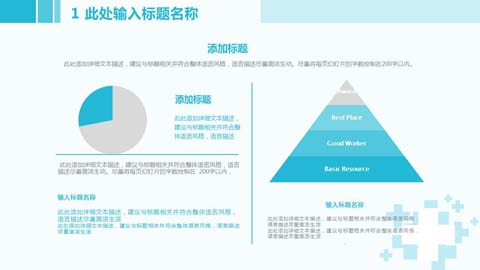 1 此处输入标题名称
添加标题
此处添加详细文本描述，建议与标题相关并符合整体语言风格，语言描述尽量简洁生动。尽量将每页幻灯片的字数控制在200字以内。
添加标题
此处添加详细文本描述，
建议与标题相关并符合整
体语言风格，语言描述
此处添加详细文本描述，建议与标题相关并符合整体语言风格，语言
描述尽量简洁生动。尽量将每页幻灯片的字数控制在 200字以内，
Best Place
Good Worker
Basic Resource
输入标题名称
此处添加详细文本描述，建议与标题相关并符合整体语言风格，
语言描述尽量简洁生活
此处添加详细文本描述，建议与标题相关并符合整体语言风格，语言描述
尽量简洁生活
输入标题名称
此处添加详细文本描述，建议与标题相关并符合整体语言风格，
语言描述尽量简洁生活
此处添加详细文本描述，建议与标题相关并符合整体语言风格，
语言描述尽量简洁生活